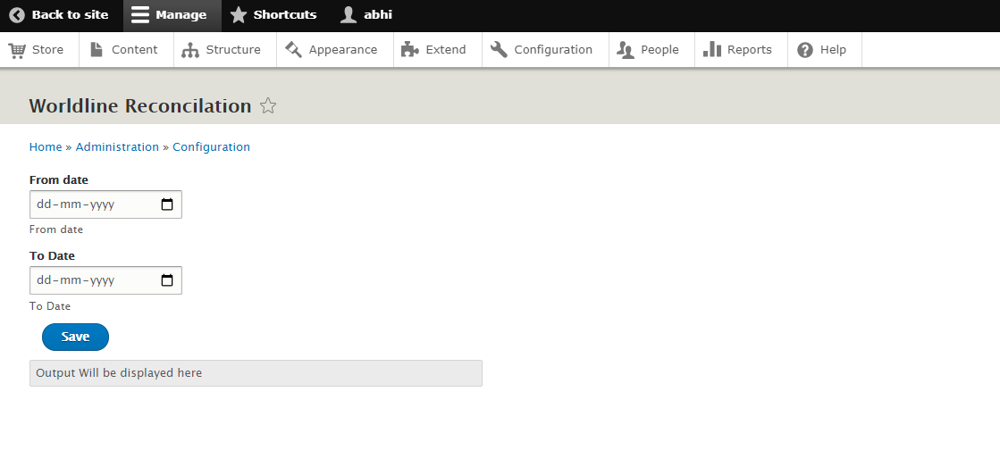 Back to site Manage Shortcuts abhi
Store Content Structure Appearance Extend Configuration People Reports Help
Worldline Reconcilation
Home » Administration » Configuration
From date
dd-mm-yyyy
From date
To Date
dd-mm-yyyy
To Date
Save
Output Will be displayed here